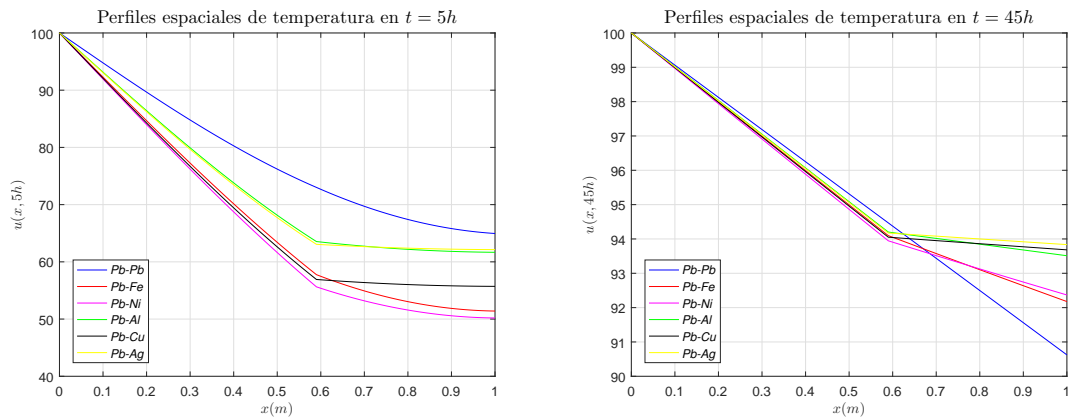 Perfiles espaciales de temperatura en t = 5h
100
90
80
70
60
50
40
u(x, 5h)
Pb-Pb
Pb-Fe
Pb-Ni
Pb-Al
Pb-Cu
Pb-Ag
0 0.1 0.2 0.3 0.4 0.5 0.6 0.7 0.8 0.9 1
x(m)
Perfiles espaciales de temperatura en t = 45h
100
99
98
97
96
95
94
93
92
91
90
u(x, 45h)
Pb-Pb
Pb-Fe
Pb-Ni
Pb-Al
Pb-Cu
Pb-Ag
0 0.1 0.2 0.3 0.4 0.5 0.6 0.7 0.8 0.9 1
x(m)